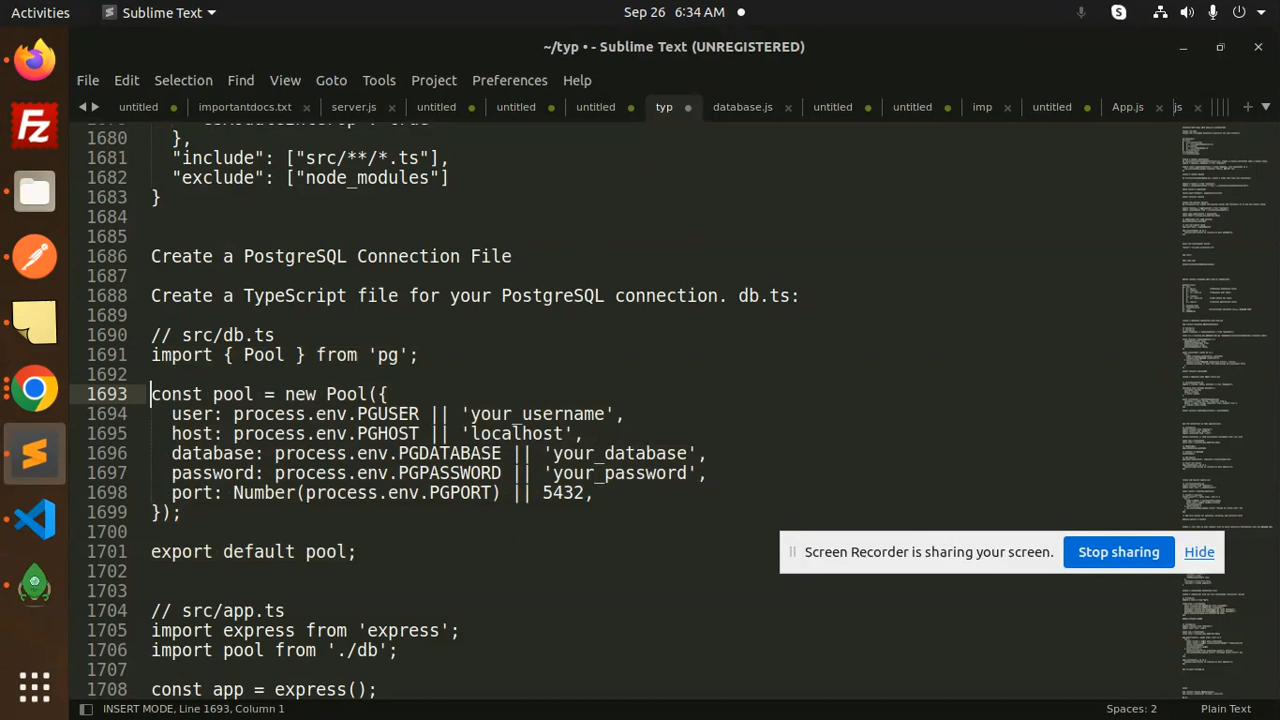 Activities
Sublime Text
Sep 26 6:34 AM
~/typ • - Sublime Text (UNREGISTERED)
File Edit Selection Find View Goto Tools Project Preferences Help
untitled importantdocs.txt server.js untitled untitled untitled typ database.js untitled untitled imp untitled App.js js
1680 },
1681 "include": ["src/**/*.ts"],
1682 "exclude": ["node_modules"]
1683 }
1684
1685
1686 Create a PostgreSQL Connection File
1687
1688 Create a TypeScript file for your PostgreSQL connection. db.ts:
1689
1690 // src/db.ts
1691 import { Pool } from 'pg';
1692
1693 const pool = new Pool({
1694 user: process.env.PGUSER || 'your_username',
1695 host: process.env.PGHOST || 'localhost',
1696 database: process.env.PGDATABASE || 'your_database',
1697 password: process.env.PGPASSWORD || 'your_password',
1698 port: Number(process.env.PGPORT) || 5432,
1699 });
1700
1701 export default pool;
1702
1703
1704 // src/app.ts
1705 import express from 'express';
1706 import pool from './db';
1707
1708 const app = express();
Screen Recorder is sharing your screen. Stop sharing Hide
INSERT MODE, Line 1693, Column 1
Spaces: 2
Plain Text